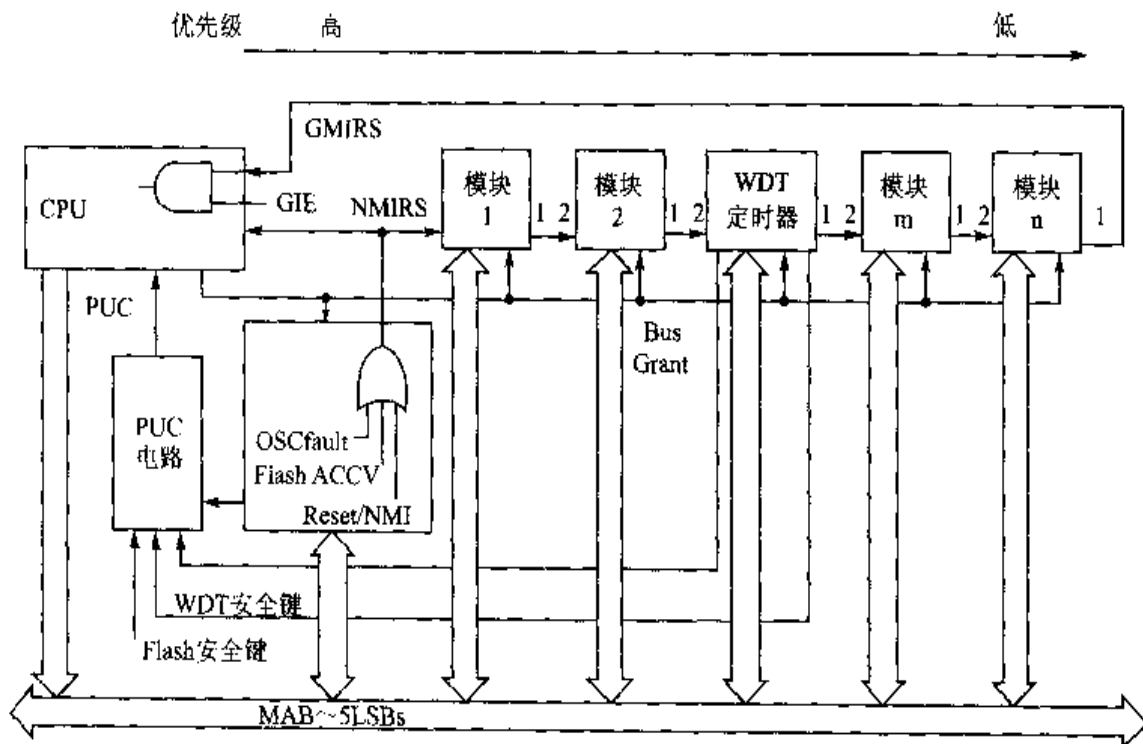 优先级 高 低
GMIRS
CPU
GIE
NMIRS
模块
1
1 2
模块
2
1 2
WDT
定时器
1 2
模块
m
1 2
模块
n
1
PUC
Bus
Grant
PUC
电路
OSCfault
Flash ACCV
Reset/NMI
WDT安全键
Flash安全键
MAB～5LSBs